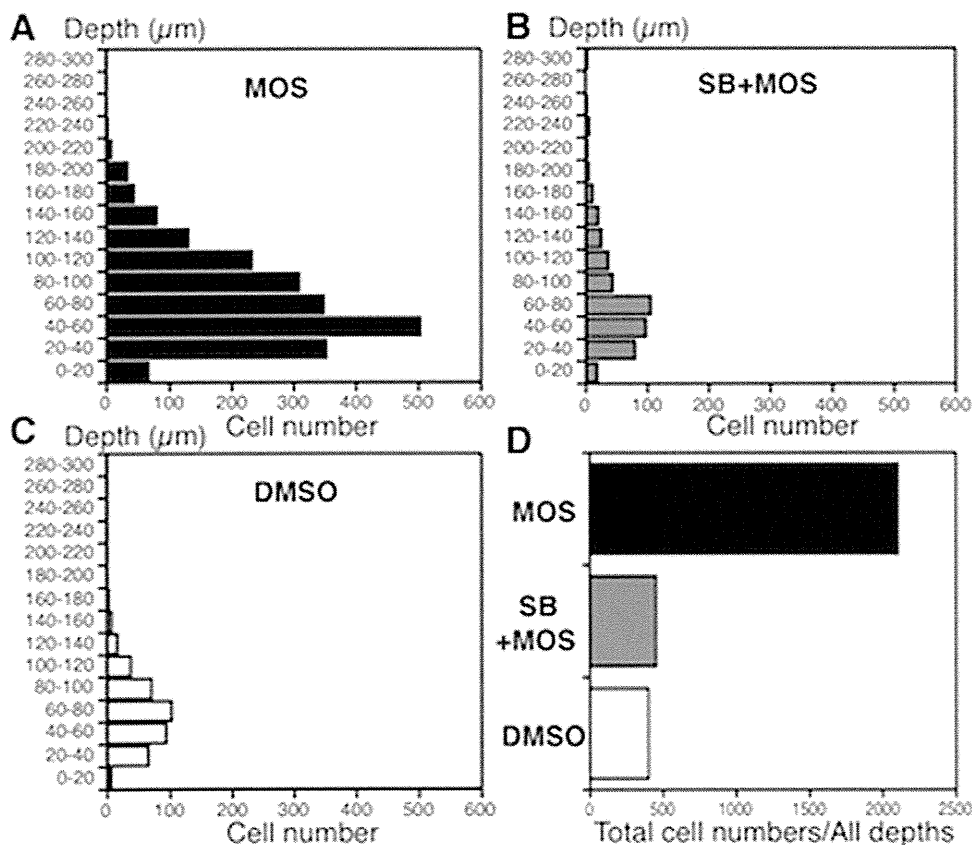 A Depth (µm)
MOS
280-300
260-280
240-260
220-240
200-220
180-200
160-180
140-160
120-140
100-120
80-100
60-80
40-60
20-40
0-20
0 100 200 300 400 500 600
Cell number
B Depth (µm)
SB+MOS
280-300
260-280
240-260
220-240
200-220
180-200
160-180
140-160
120-140
100-120
80-100
60-80
40-60
20-40
0-20
0 100 200 300 400 500 600
Cell number
C Depth (µm)
DMSO
280-300
260-280
240-260
220-240
200-220
180-200
160-180
140-160
120-140
100-120
80-100
60-80
40-60
20-40
0-20
0 100 200 300 400 500 600
Cell number
D
MOS
SB
+MOS
DMSO
0 500 1000 1500 2000 2500
Total cell numbers/All depths